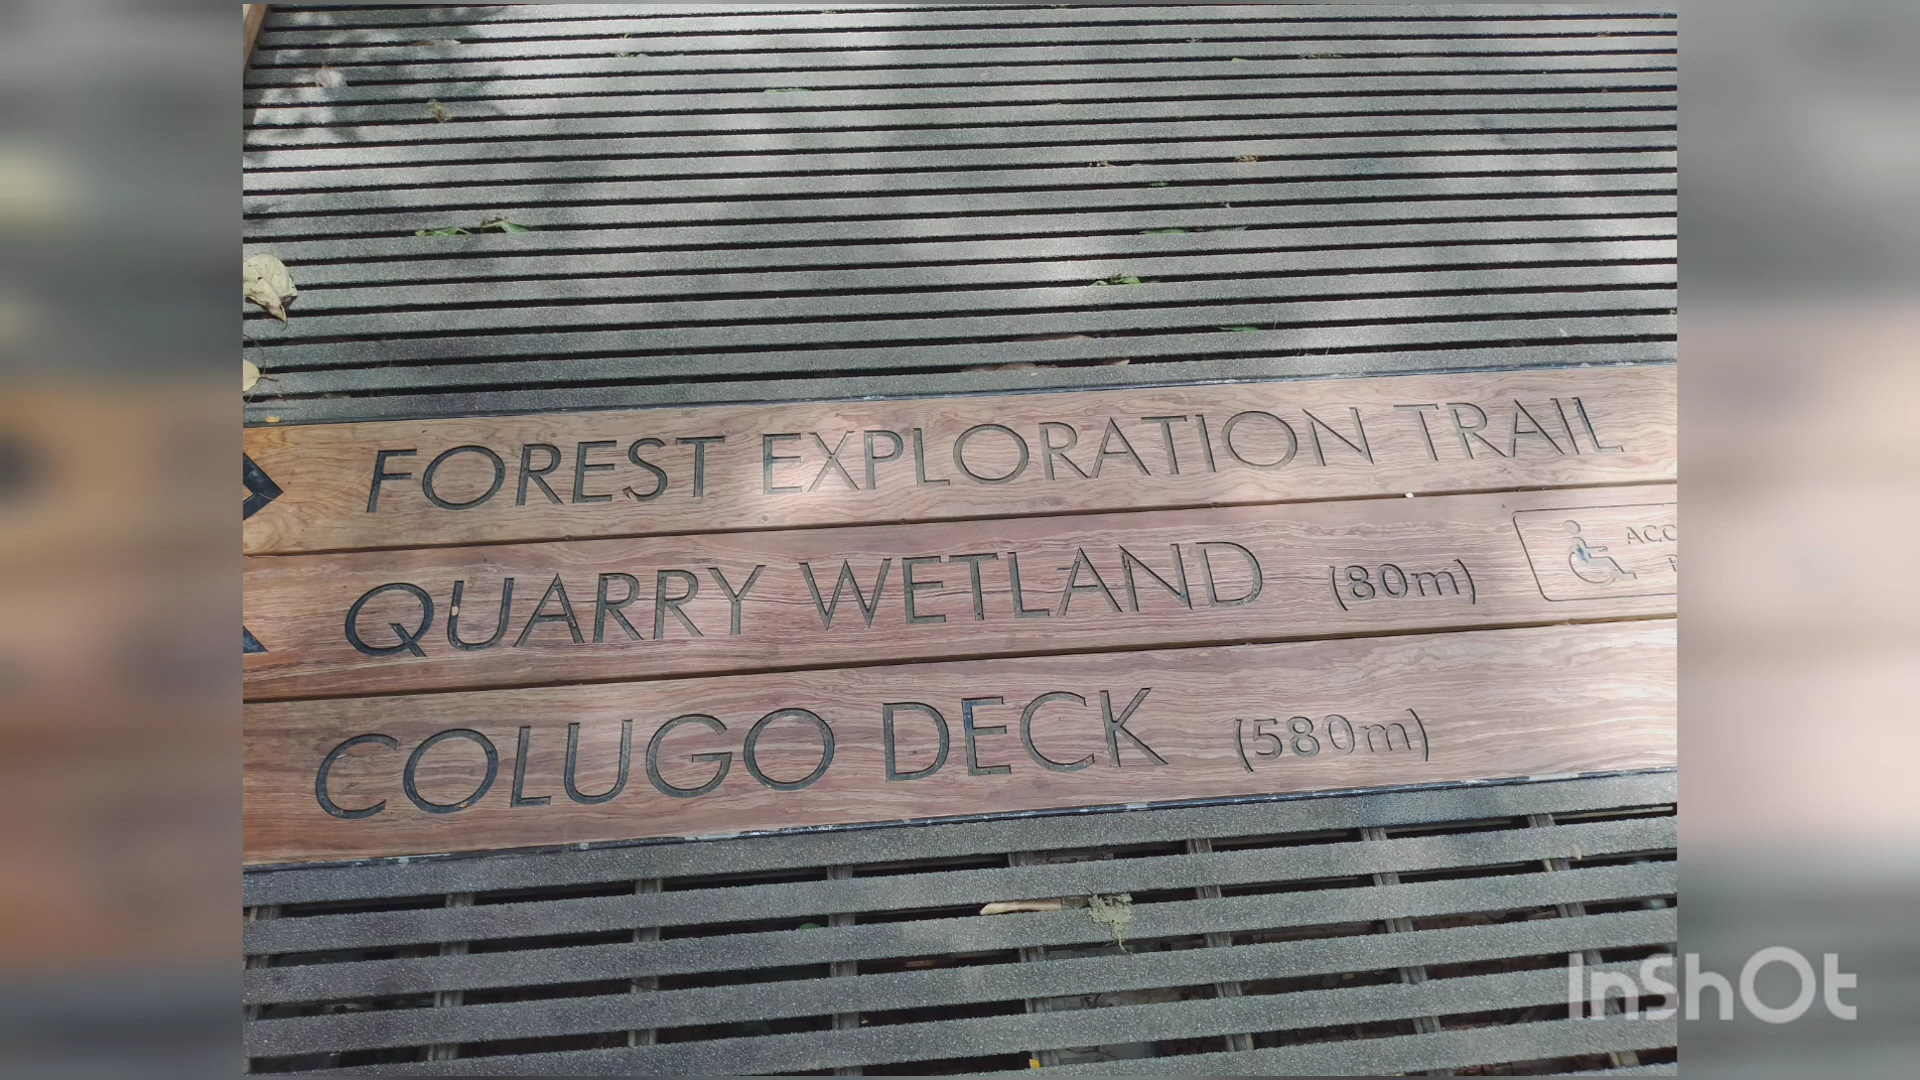 FOREST EXPLORATION TRAIL
QUARRY WETLAND (80m)
COLUGO DECK (580m)
InShOt